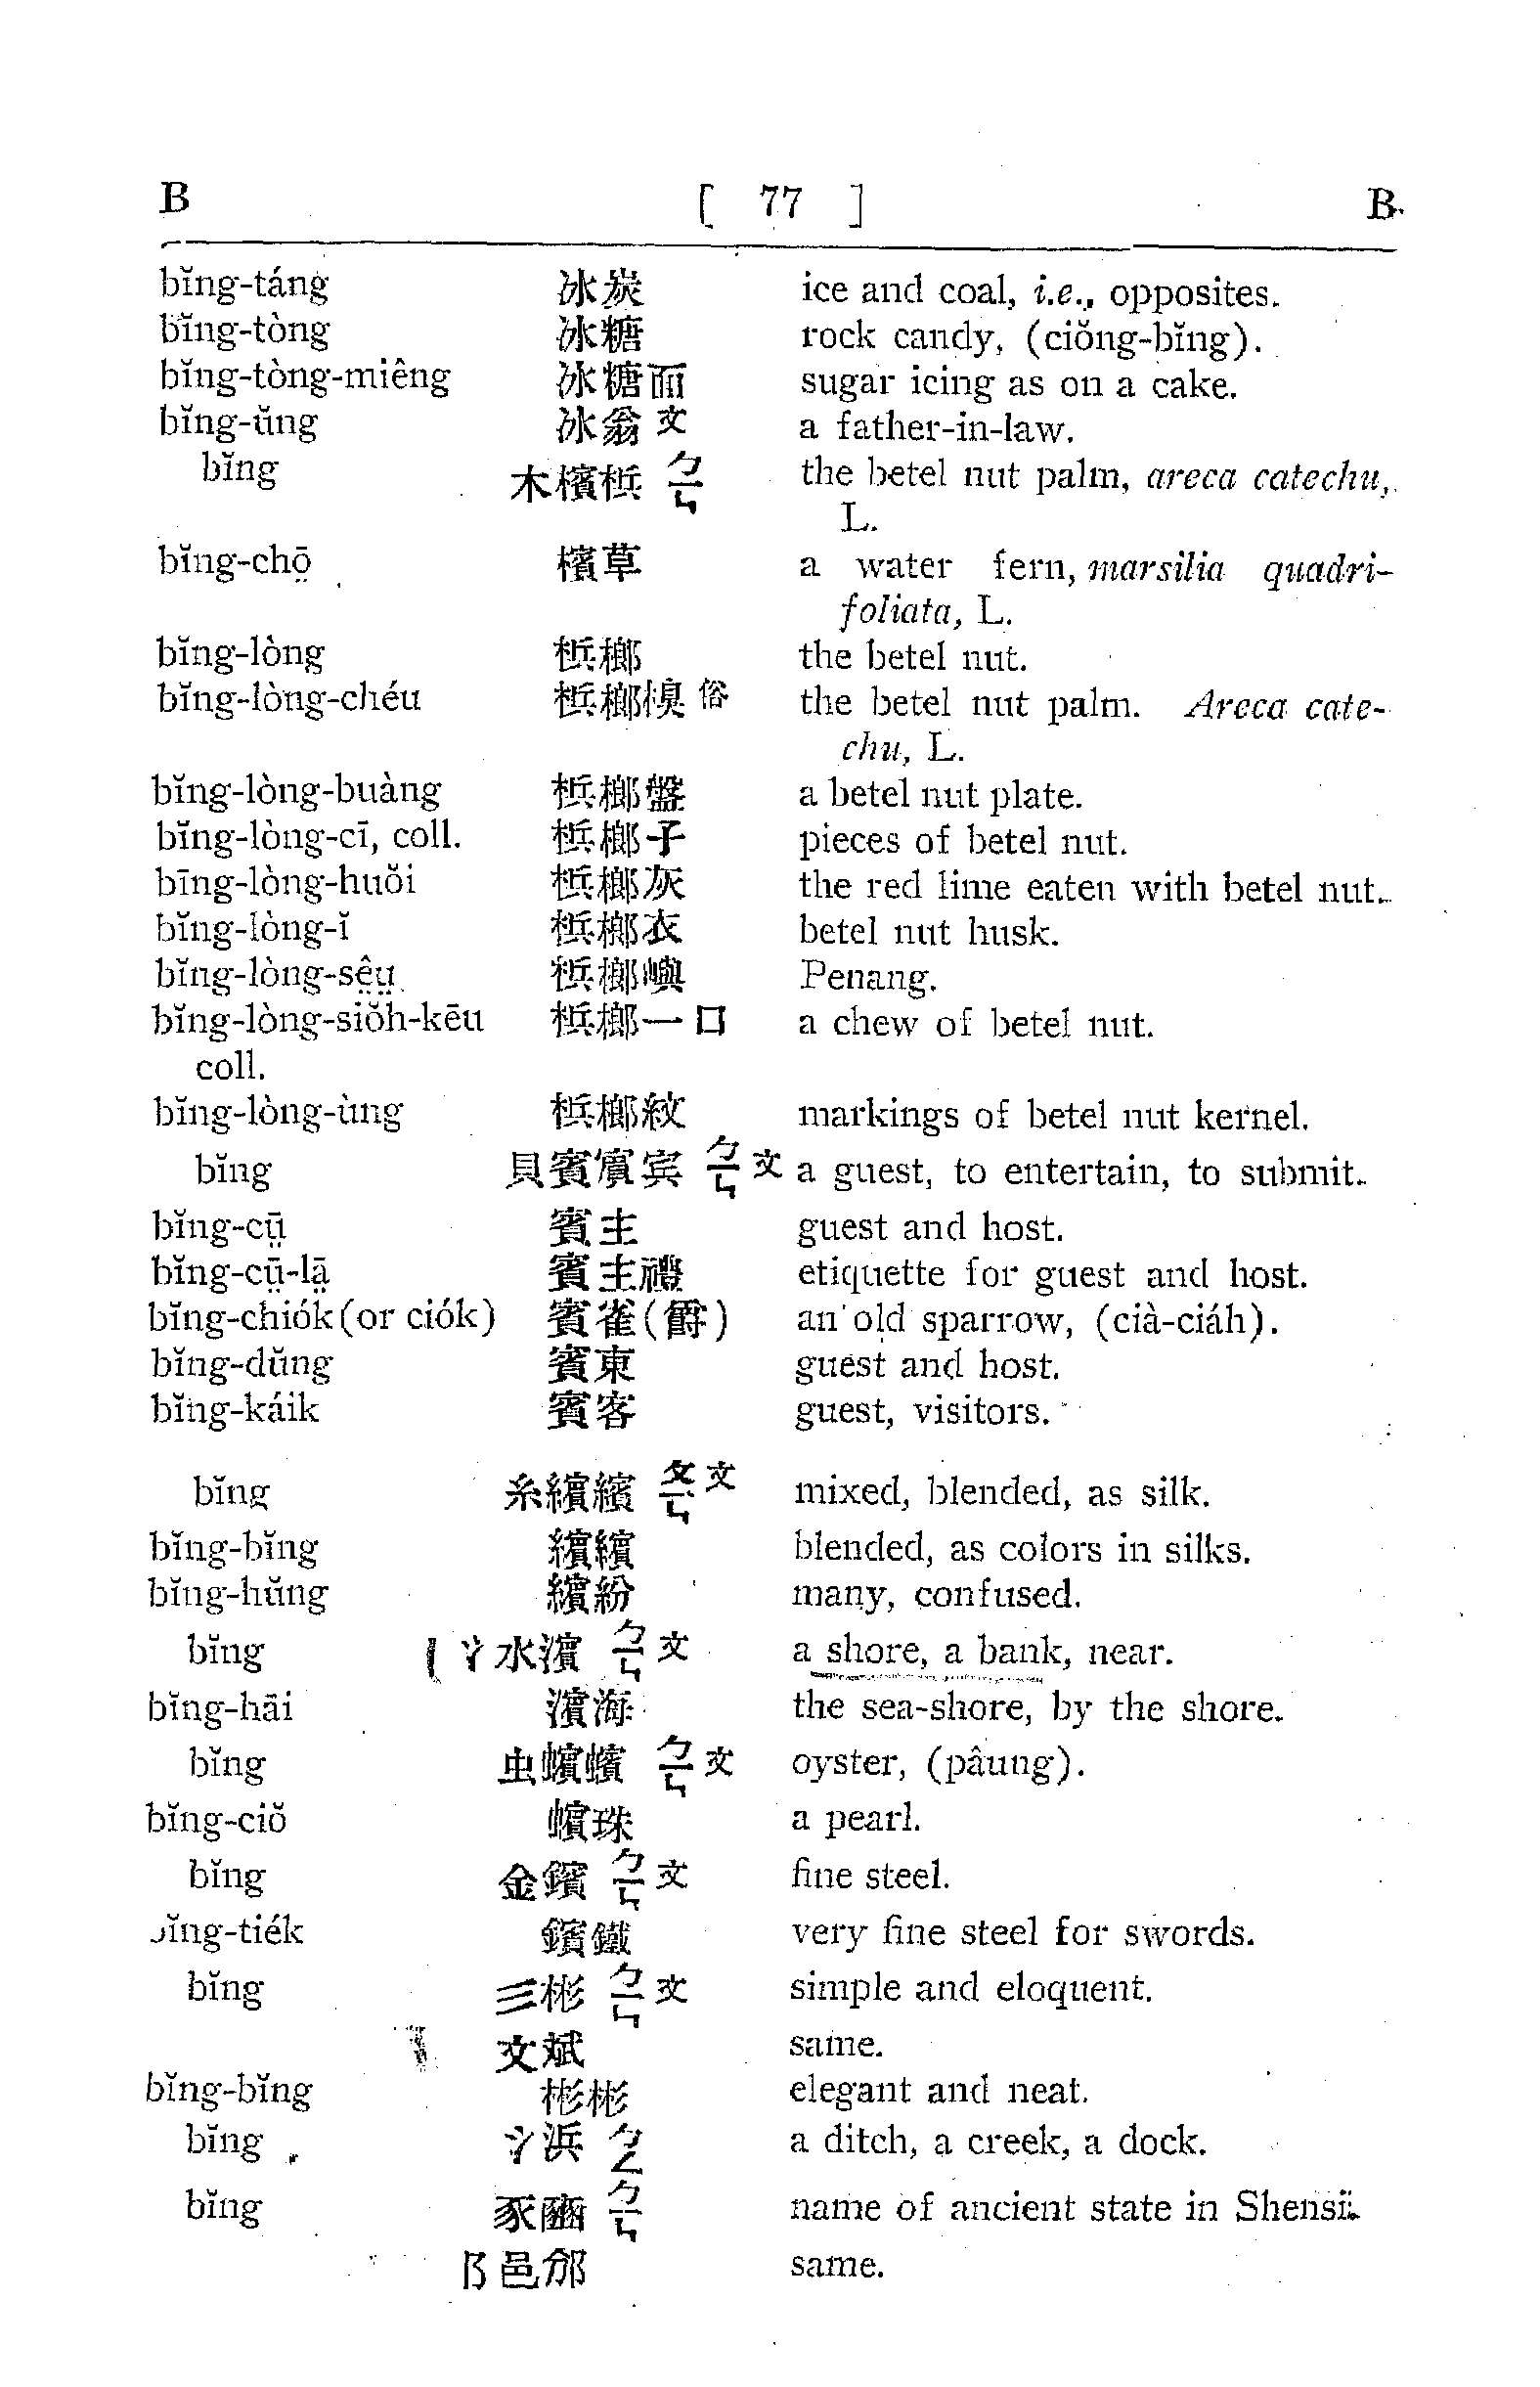 B [ 77 ] B
bĭng-táng 冰炭 ice and coal, i.e., opposites.
bĭng-tòng 冰糖 rock candy, (ciŏng-bĭng).
bĭng-tòng-miêng 冰糖面 sugar icing as on a cake.
bĭng-ŭng 冰翁文 a father-in-law.
bĭng 木檳梹 ㄅㄧㄣ the betel nut palm, areca catechu,
L.
bĭng-chō̤ 檳草 a water fern, marsilia quadri-
foliata, L.
bĭng-lòng 梹榔 the betel nut.
bĭng-lòng-chéu 梹榔 俗 the betel nut palm. Areca cate-
chu, L.
bĭng-lòng-buàng 梹榔盤 a betel nut plate.
bĭng-lòng-cī, coll. 梹榔子 pieces of betel nut.
bīng-lòng-huŏi 梹榔灰 the red lime eaten with betel nut.
bĭng-lòng-ĭ 梹榔衣 betel nut husk.
bĭng-lòng-sê̤ṳ 梹榔嶼 Penang.
bĭng-lòng-siŏh-kēu 梹榔一口 a chew of betel nut.
coll.
bĭng-lòng-ùng 梹榔紋 markings of betel nut kernel.
bĭng 貝賓賔宾 ㄅㄧㄣ 文 a guest, to entertain, to submit.
bĭng-cṳ̄ 賓主 guest and host.
bĭng-cṳ̄-lā̤ 賓主禮 etiquette for guest and host.
bĭng-chiók (or ciók) 賓雀(爵) an old sparrow, (cià-ciáh).
bĭng-dŭng 賓東 guest and host.
bĭng-káik 賓客 guest, visitors.
bĭng 糸繽繽 ㄆㄧㄣ 文 mixed, blended, as silk.
bĭng-bĭng 繽繽 blended, as colors in silks.
bĭng-hŭng 繽紛 many, confused.
bĭng 氵水濱 ㄅㄧㄣ 文 a shore, a bank, near.
bĭng-hāi 濱海 the sea-shore, by the shore.
bĭng 虫蠙蠙 ㄅㄧㄣ 文 oyster, (pâung).
bĭng-ciŏ 蠙珠 a pearl.
bĭng 金鑌 ㄅㄧㄣ 文 fine steel.
ĭng-tiék 鑌鐵 very fine steel for swords.
bĭng 彡彬 ㄅㄧㄣ 文 simple and eloquent.
文斌 same.
bĭng-bĭng 彬彬 elegant and neat.
bĭng 氵浜 ㄅㄥ a ditch, a creek, a dock.
bĭng 豕豳 ㄅㄧㄣ name of ancient state in Shensi.
阝邑邠 same.